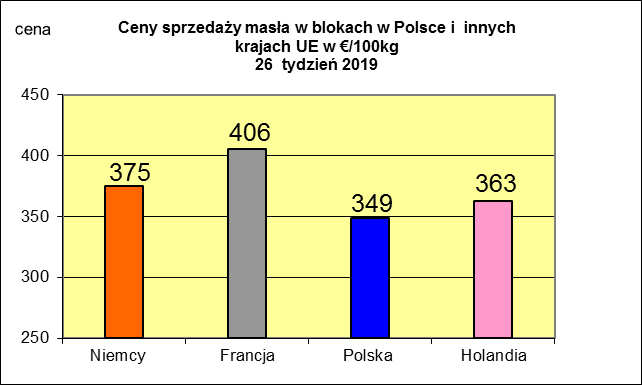 cena
Ceny sprzedaży masła w blokach w Polsce i  innych
krajach UE w €/100kg
26  tydzień 2019
450
400
350
300
250
375
406
349
363
Niemcy
Francja
Polska
Holandia